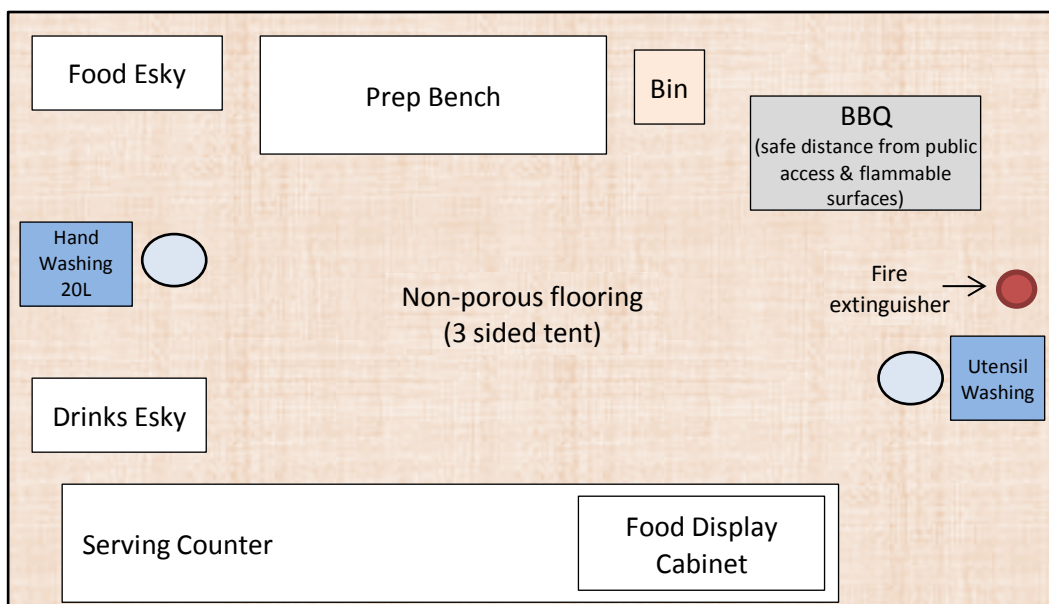 Food Esky
Prep Bench
Bin
BBQ
(safe distance from public
access & flammable
surfaces)
Hand
Washing
20L
Non-porous flooring
(3 sided tent)
Fire
extinguisher
Utensil
Washing
Drinks Esky
Serving Counter
Food Display
Cabinet